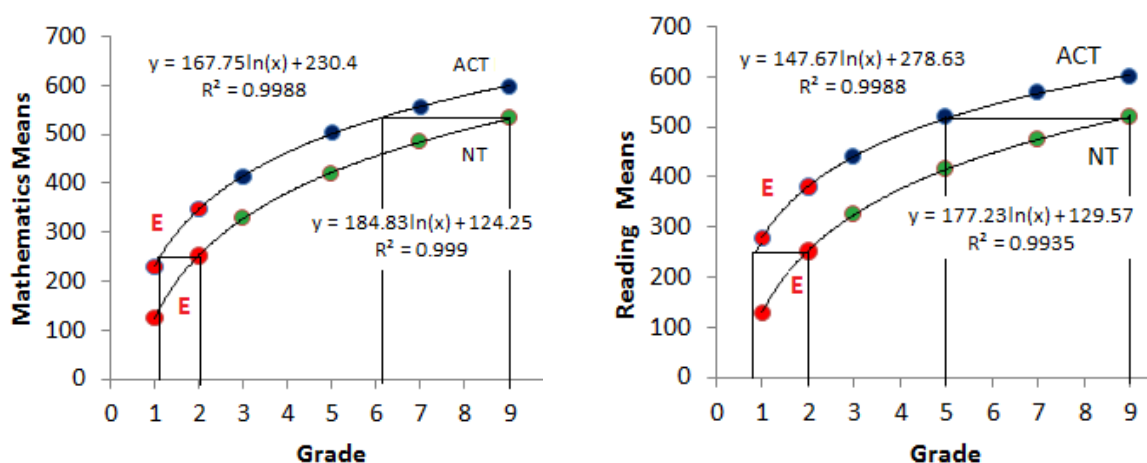 Mathematics Means
700
600
500
400
300
200
100
0
y = 167.75ln(x) + 230.4
R² = 0.9988
ACT
NT
E
y = 184.83ln(x) + 124.25
R² = 0.999
E
0 1 2 3 4 5 6 7 8 9
Grade
Reading Means
700
600
500
400
300
200
100
0
y = 147.67ln(x) + 278.63
R² = 0.9988
ACT
NT
E
y = 177.23ln(x) + 129.57
R² = 0.9935
E
0 1 2 3 4 5 6 7 8 9
Grade